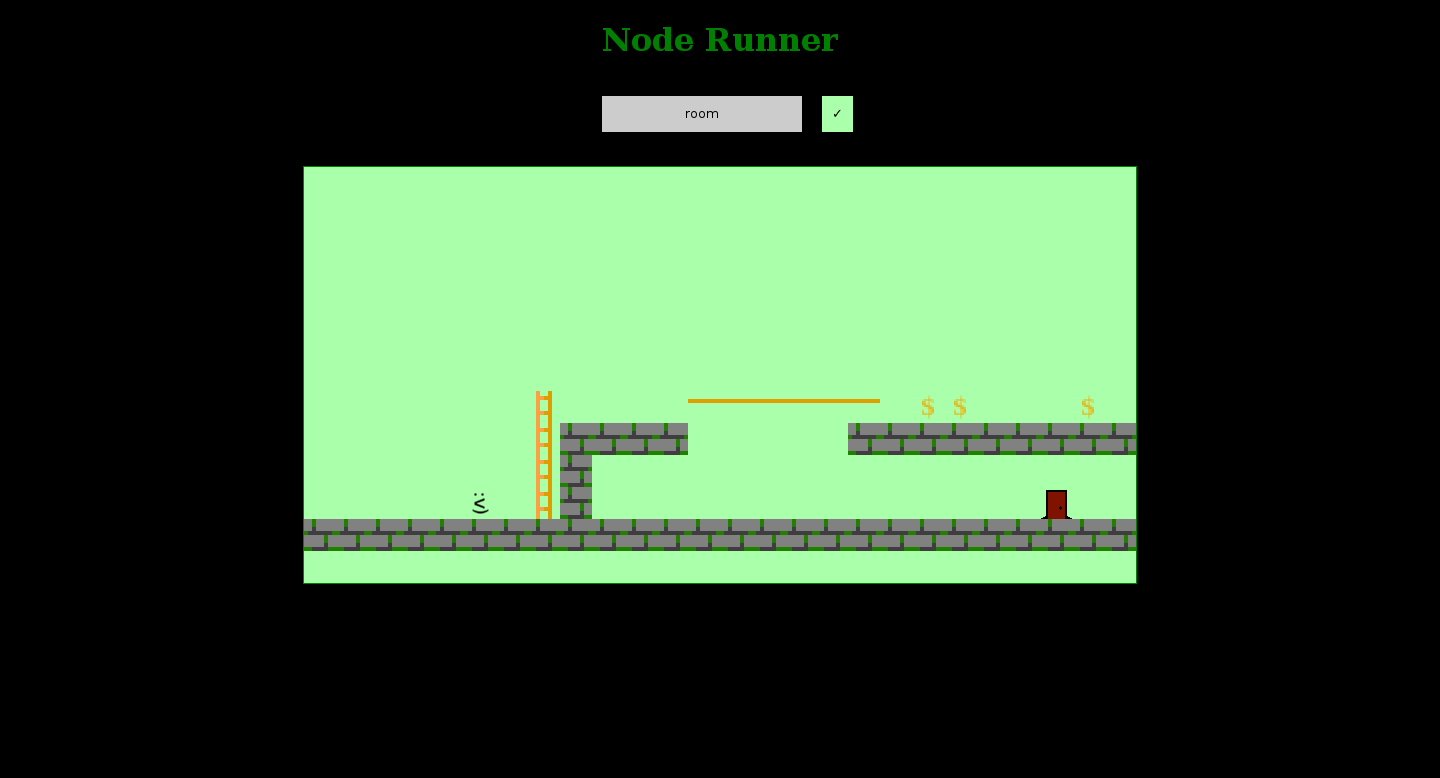 Node Runner
room ✓
$ $ $